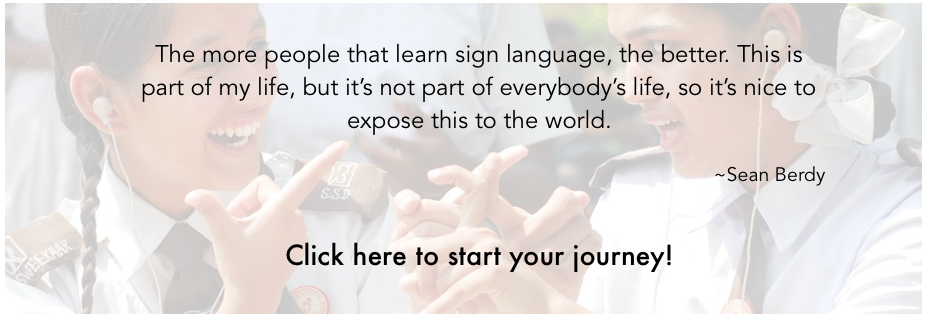 The more people that learn sign language, the better. This is
part of my life, but it’s not part of everybody’s life, so it’s nice to
expose this to the world.
~Sean Berdy
S.S.D
Click here to start your journey!